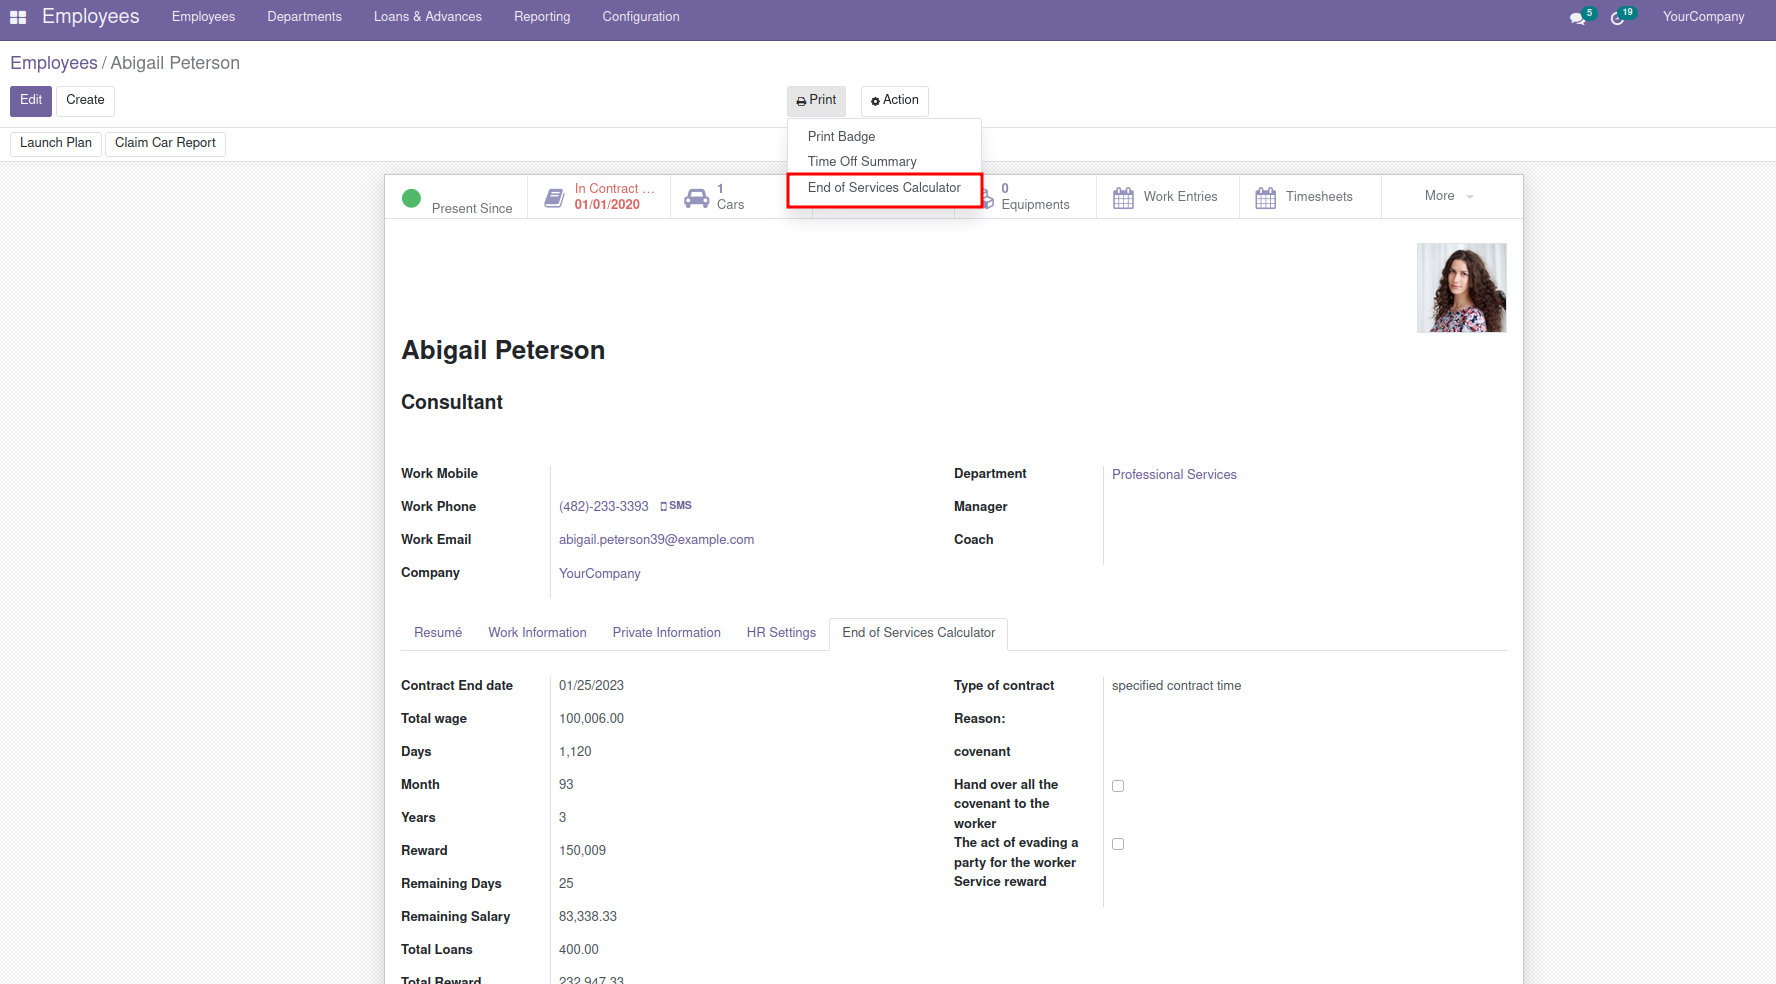 Employees Employees Departments Loans & Advances Reporting Configuration 5 19 YourCompany
Employees / Abigail Peterson
Edit Create Print Action
Print Badge
Launch Plan Claim Car Report
Time Off Summary
End of Services Calculator
Present Since
In Contract ...
01/01/2020
1
Cars
0
Equipments
Work Entries
Timesheets
More
Abigail Peterson
Consultant
Work Mobile
Work Phone (482)-233-3393 SMS
Work Email abigail.peterson39@example.com
Company YourCompany
Department Professional Services
Manager
Coach
Resumé Work Information Private Information HR Settings End of Services Calculator
Contract End date 01/25/2023
Total wage 100,006.00
Days 1,120
Month 93
Years 3
Reward 150,009
Remaining Days 25
Remaining Salary 83,338.33
Total Loans 400.00
Total Reward 232,947.33
Type of contract specified contract time
Reason:
covenant
Hand over all the
covenant to the
worker
The act of evading a
party for the worker
Service reward